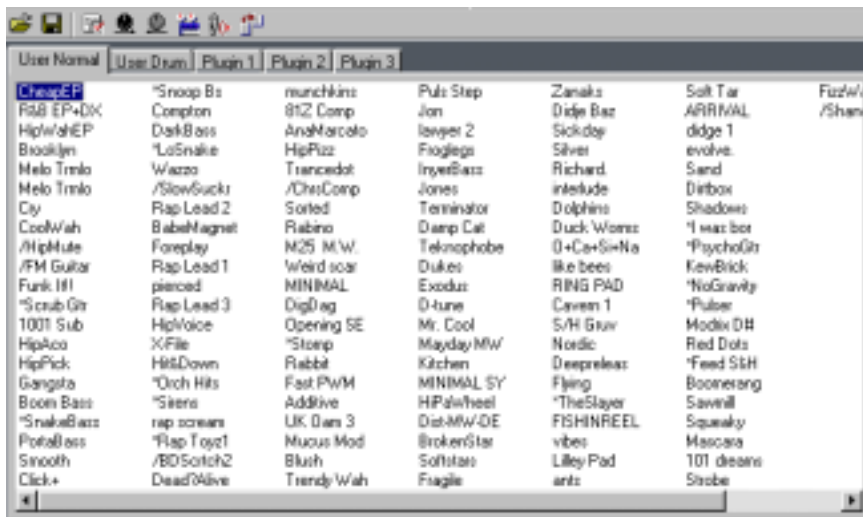 User Normal
User Drum
Plugin 1
Plugin 2
Plugin 3
CheapEP
R&B EP+DX
HipWahEP
Brooklyn
Melo Trmlo
Melo Trmlo
Cry
CoolWah
/HipMute
/FM Guitar
Funk It!!
*Scrub Gtr
1001 Sub
HipAco
HipPick
Gangsta
Boom Bass
*SnakeBass
PortaBass
Smooth
Click+
*Snoop Bs
Compton
DarkBass
*LoSnake
Wazzo
/SlowSuckr
Rap Lead 2
BabeMagnet
Foreplay
Rap Lead 1
pierced
Rap Lead 3
HipVoice
X-File
Hit&Down
*Orch Hits
*Sirens
rap scream
*Rap Toyz1
/BDScrtch2
Dead?Alive
munchkins
81Z Comp
AnaMarcato
HipPizz
Trancedot
/ChrsComp
Sorted
Rabino
M25 M.W.
Weird scar
MINIMAL
DigDag
Opening SE
*Stomp
Rabbit
Fast PWM
Additive
UK Dam 3
Mucus Mod
Blush
Trendy Wah
Puls Step
Jon
lawyer 2
Froglegs
InyerBass
Jones
Terminator
Damp Cat
Teknophobe
Dukes
Exodus
D-tune
Mr. Cool
Mayday MW
Kitchen
MINIMAL SY
HiPaWheel
Dist-MW-DE
BrokenStar
Softstars
Fragile
Zanaks
Didje Baz
Sickday
Silver
Richard.
interlude
Dolphins
Duck Worms
O+Ca+Si+Na
like bees
RING PAD
Cavern 1
S/H Gruv
Nordic
Deepreleas
Flying
*TheSlayer
FISHINREEL
vibes
Lilley Pad
ants
Soft Tar
ARRIVAL
didge 1
evolve.
Sand
Dirtbox
Shadows
*I was bor
*PsychoGtr
KewBrick
*NoGravity
*Pulser
Modrix D#
Red Dots
*Feed S&H
Boomerang
Sawmill
Squeaky
Mascara
101 dreams
Strobe